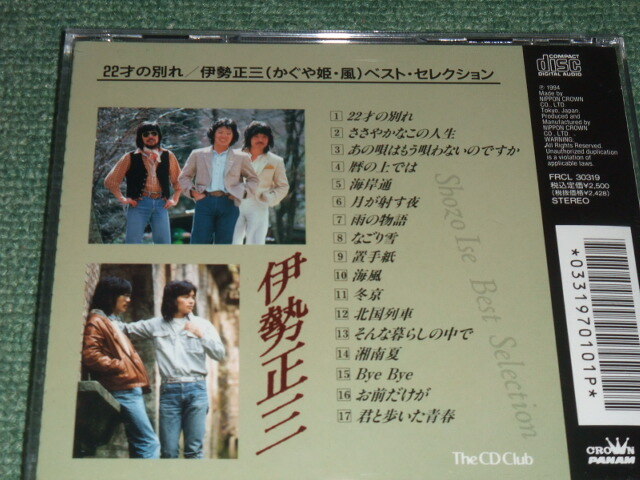 22才の別れ／伊勢正三(かぐや姫・風)ベスト・セレクション
1 22才の別れ
2 ささやかなこの人生
3 あの唄はもう唄わないのですか
4 暦の上では
5 海岸通
6 月が射す夜
7 雨の物語
8 なごり雪
9 置手紙
10 海風
11 冬京
12 北国列車
13 そんな暮らしの中で
14 湘南夏
15 Bye Bye
16 お前だけが
17 君と歩いた青春
Shozo Ise Best Selection
伊勢正三
The CD Club
COMPACT
disc
DIGITAL AUDIO
Ⓟ 1994
Made by
NIPPON CROWN
CO., LTD
Tokyo, Japan.
Produced and
Manufactured by
NIPPON CROWN
CO., LTD
WARNING:
All Rights Reserved.
Unauthorized duplication
is a violation of
applicable laws.
FRCL 30319
税込定価¥2,500
(税抜価格¥2,428)
STEREO
*0331970101P*
CROWN
PANAM